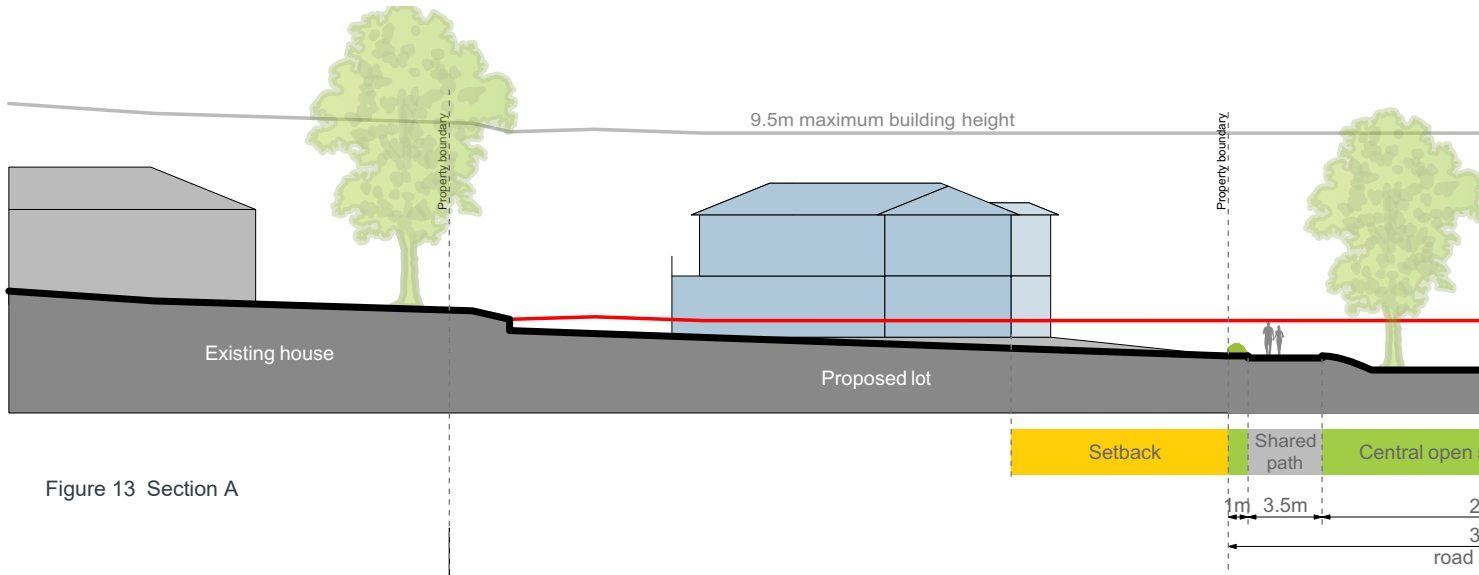 9.5m maximum building height
Property boundary
Property boundary
Existing house
Proposed lot
Setback
Shared
path
Central open
Figure 13 Section A
1m
3.5m
2
3
road